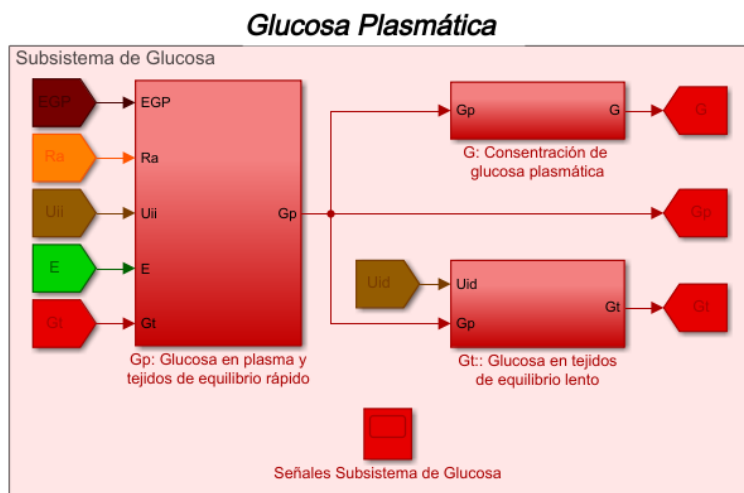 Glucosa Plasmática
Subsistema de Glucosa
EGP
EGP
Ra
Ra
Uii
Uii
E
E
Gt
Gt
Gp
Gp: Glucosa en plasma y
tejidos de equilibrio rápido
Gp
G
G
G: Consentración de
glucosa plasmática
Gp
Uid
Uid
Gp
Gt
Gt
Gt:: Glucosa en tejidos
de equilibrio lento
Señales Subsistema de Glucosa